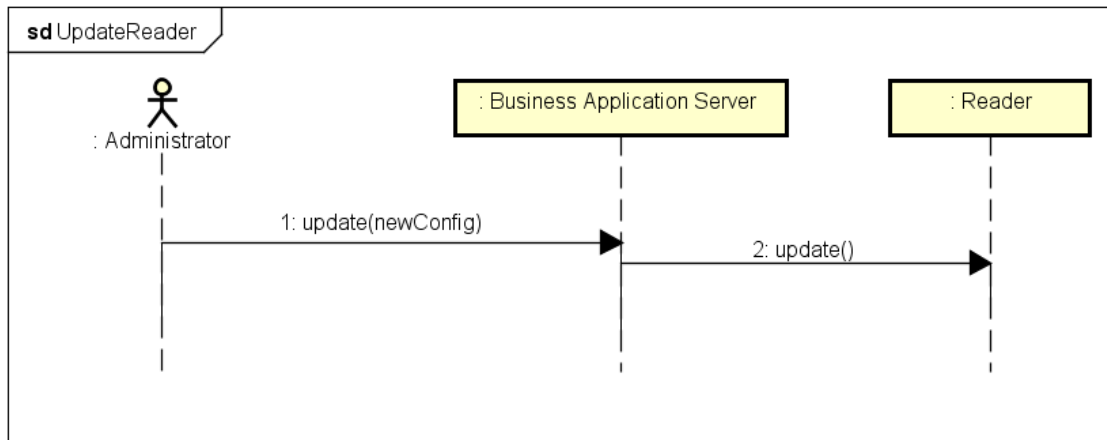 sd UpdateReader
: Administrator
: Business Application Server
: Reader
1: update(newConfig)
2: update()